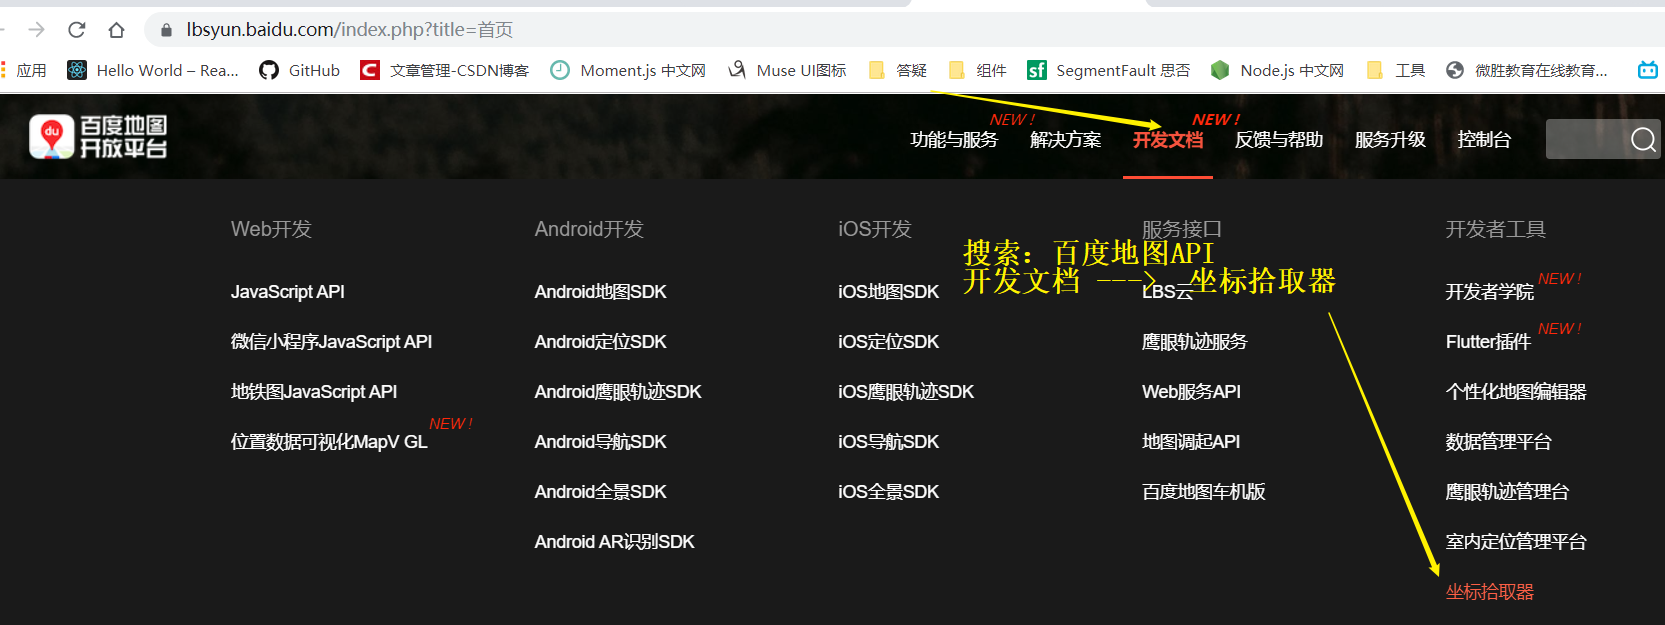 lbsyun.baidu.com/index.php?title=首页
应用 Hello World – Rea... GitHub 文章管理-CSDN博客 Moment.js 中文网 Muse UI图标 答疑 组件 SegmentFault 思否 Node.js 中文网 工具 微胜教育在线教育...
du 百度地图
开放平台
功能与服务 NEW ! 解决方案 开发文档 NEW ! 反馈与帮助 服务升级 控制台
Web开发
JavaScript API
微信小程序JavaScript API
地铁图JavaScript API
位置数据可视化MapV GL NEW !
Android开发
Android地图SDK
Android定位SDK
Android鹰眼轨迹SDK
Android导航SDK
Android全景SDK
Android AR识别SDK
iOS开发
iOS地图SDK
iOS定位SDK
iOS鹰眼轨迹SDK
iOS导航SDK
iOS全景SDK
搜索：百度地图API
开发文档 ---> 坐标拾取器
服务接口
LBS云
鹰眼轨迹服务
Web服务API
地图调起API
百度地图车机版
开发者工具
开发者学院 NEW !
Flutter插件 NEW !
个性化地图编辑器
数据管理平台
鹰眼轨迹管理台
室内定位管理平台
坐标拾取器